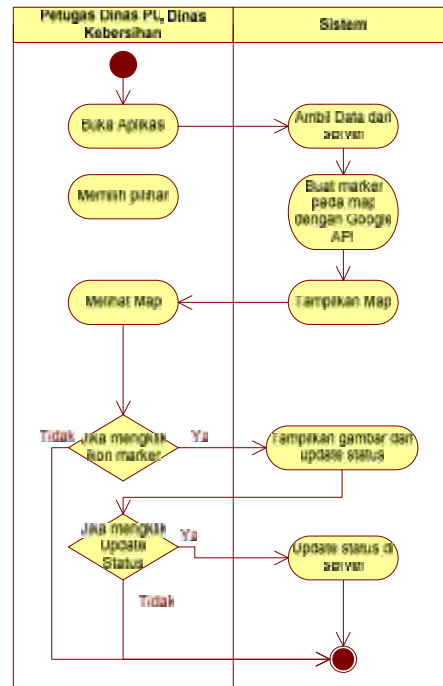 Petugas Dinas PU, Dinas
Kebersihan
Sistem
Buka Aplikasi
Ambil Data dari
server
Memilih pilihan
Buat marker
pada map
dengan Google
API
Melihat Map
Tampilkan Map
Tidak
Jika mengklik
Ikon marker
Ya
Tampilkan gambar dan
update status
Jika mengklik
Update
Status
Ya
Update status di
server
Tidak